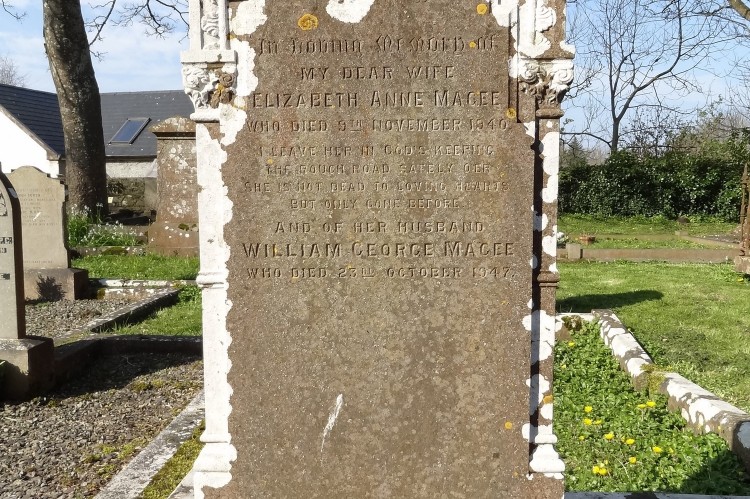 In Loving Memory Of
MY DEAR WIFE
ELIZABETH ANNE MAGEE
WHO DIED 9TH NOVEMBER 1940.
I LEAVE HER IN GOD'S KEEPING
THE ROUGH ROAD SAFELY O'ER
SHE IS NOT DEAD TO LOVING HEARTS
BUT ONLY GONE BEFORE.
AND OF HER HUSBAND
WILLIAM GEORGE MAGEE
WHO DIED 23RD OCTOBER 1947.